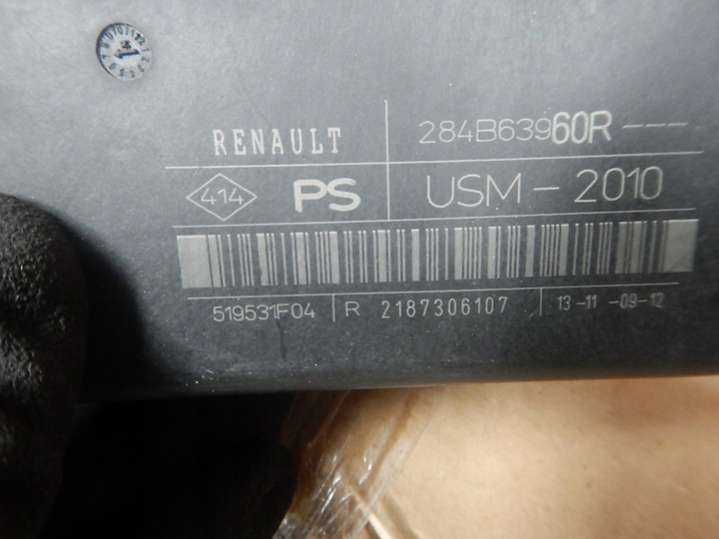 RENAULT 284B63960R---
414 PS USM-2010
519531F04 R 2187306107 13-11-09-12